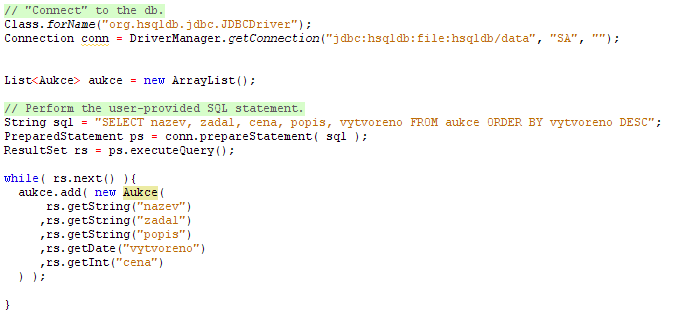 // "Connect" to the db.
Class.forName("org.hsqldb.jdbc.JDBCDriver");
Connection conn = DriverManager.getConnection("jdbc:hsqldb:file:hsqldb/data", "SA", "");
List<Aukce> aukce = new ArrayList();
// Perform the user-provided SQL statement.
String sql = "SELECT nazev, zadal, cena, popis, vytvoreno FROM aukce ORDER BY vytvoreno DESC";
PreparedStatement ps = conn.prepareStatement( sql );
ResultSet rs = ps.executeQuery();
while( rs.next() ){
aukce.add( new Aukce(
rs.getString("nazev")
,rs.getString("zadal")
,rs.getString("popis")
,rs.getDate("vytvoreno")
,rs.getInt("cena")
) );
}